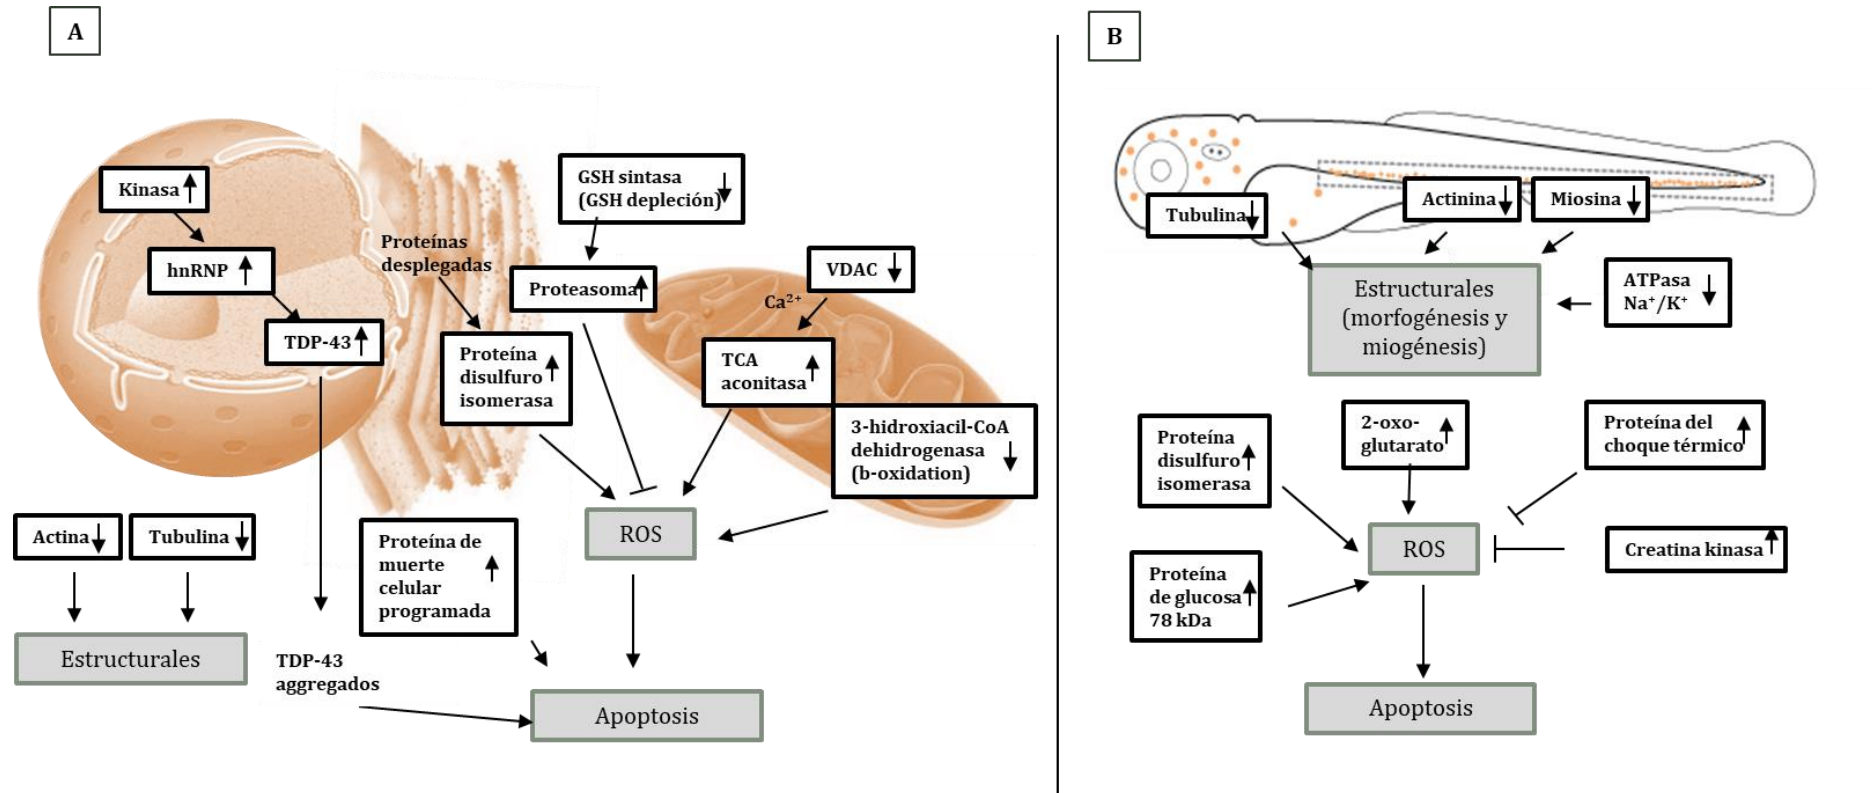 A
Kinasa
hnRNP
TDP-43
Proteínas
desplegadas
GSH sintasa
(GSH depleción)
Proteasoma
VDAC
Ca²⁺
Proteína
disulfuro
isomerasa
TCA
aconitasa
3-hidroxiacil-CoA
dehidrogenasa
(b-oxidation)
Actina
Tubulina
Proteína de
muerte
celular
programada
ROS
Estructurales
TDP-43
aggregados
Apoptosis
B
Tubulina
Actinina
Miosina
Estructurales
(morfogénesis y
miogénesis)
ATPasa
Na⁺/K⁺
Proteína
disulfuro
isomerasa
2-oxo-
glutarato
Proteína del
choque térmico
ROS
Creatina kinasa
Proteína
de glucosa
78 kDa
Apoptosis